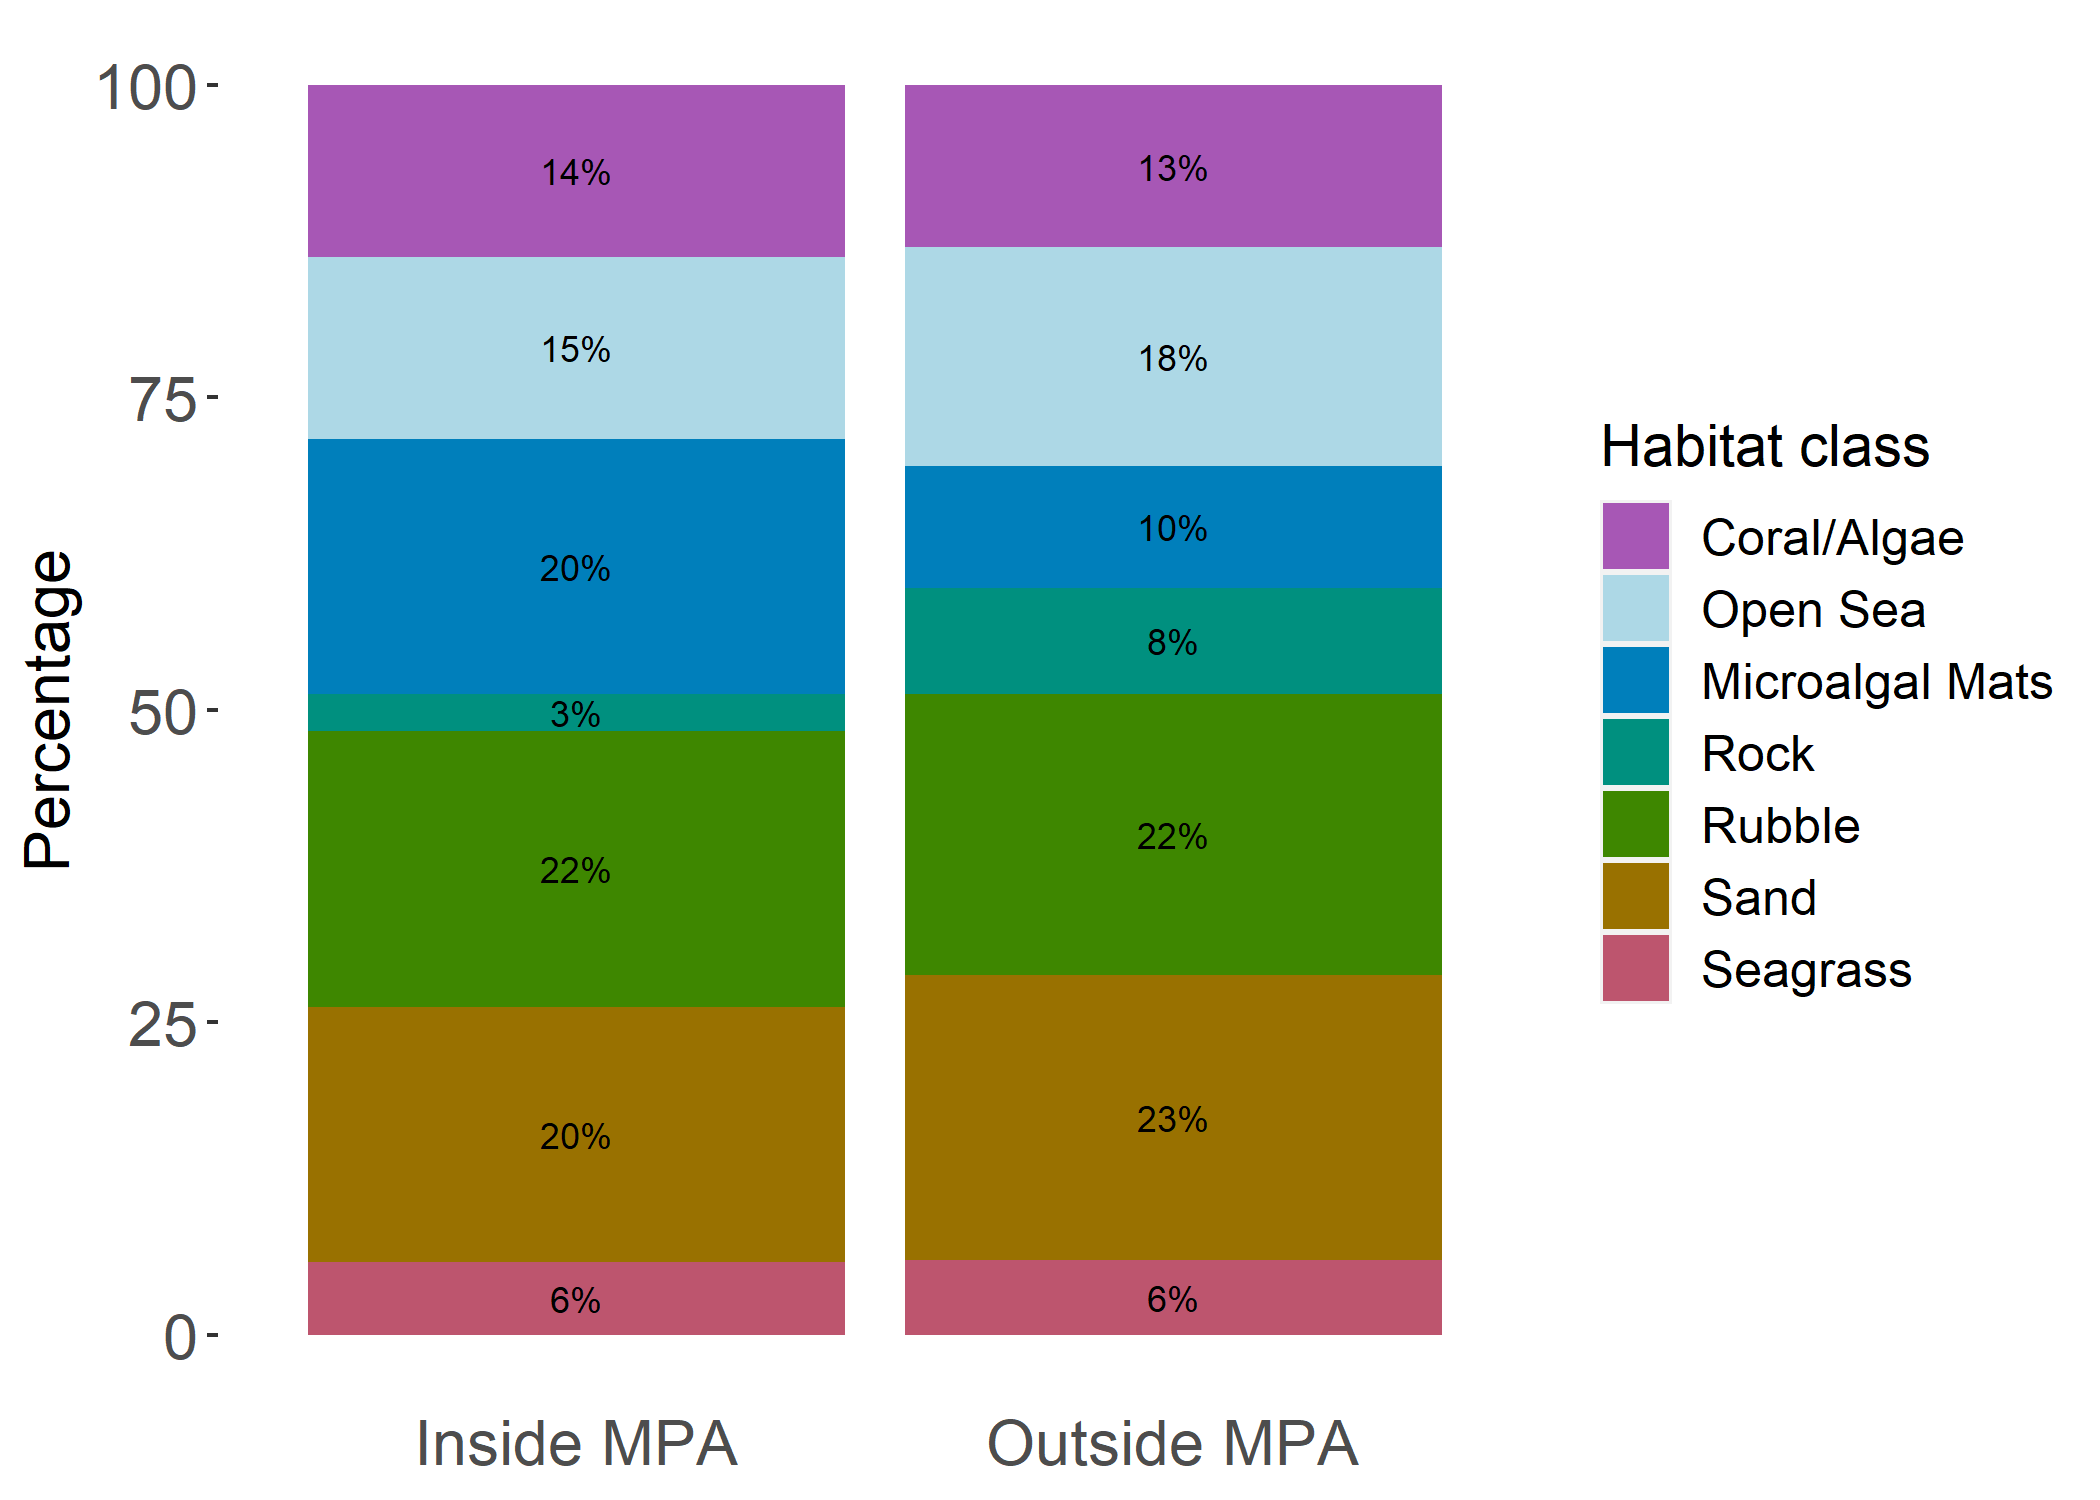 Percentage
100
75
50
25
0
14%
15%
20%
3%
22%
20%
6%
13%
18%
10%
8%
22%
23%
6%
Inside MPA
Outside MPA
Habitat class
Coral/Algae
Open Sea
Microalgal Mats
Rock
Rubble
Sand
Seagrass